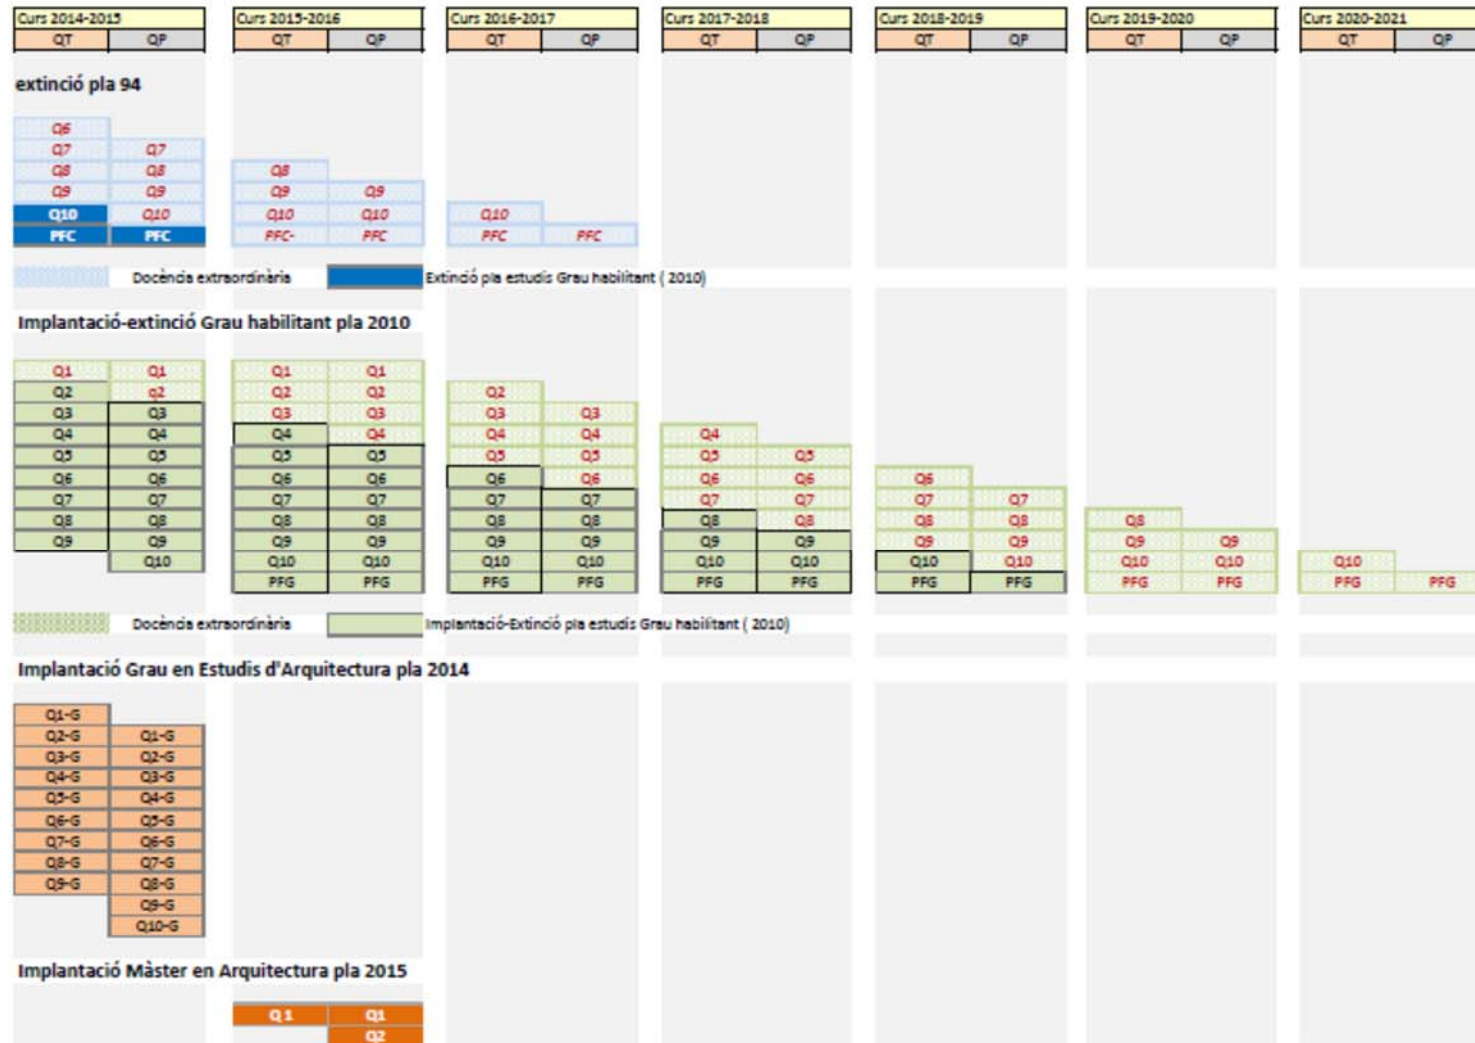 Curs 2014-2015 Curs 2015-2016 Curs 2016-2017 Curs 2017-2018 Curs 2018-2019 Curs 2019-2020 Curs 2020-2021
QT QP QT QP QT QP QT QP QT QP QT QP QT QP
extinció pla 94
Q6
Q7 Q7
Q8 Q8 Q8
Q9 Q9 Q9 Q9
Q10 Q10 Q10 Q10 Q10
PFC PFC PFC- PFC PFC PFC
Docència extraordinària Extinció pla estudis Grau habilitant ( 2010)
Implantació-extinció Grau habilitant pla 2010
Q1 Q1 Q1 Q1
Q2 q2 Q2 Q2 Q2
Q3 Q3 Q3 Q3 Q3 Q3
Q4 Q4 Q4 Q4 Q4 Q4 Q4
Q5 Q5 Q5 Q5 Q5 Q5 Q5 Q5
Q6 Q6 Q6 Q6 Q6 Q6 Q6 Q6 Q6
Q7 Q7 Q7 Q7 Q7 Q7 Q7 Q7 Q7 Q7
Q8 Q8 Q8 Q8 Q8 Q8 Q8 Q8 Q8 Q8 Q8
Q9 Q9 Q9 Q9 Q9 Q9 Q9 Q9 Q9 Q9 Q9 Q9
Q10 Q10 Q10 Q10 Q10 Q10 Q10 Q10 Q10 Q10 Q10 Q10
PFG PFG PFG PFG PFG PFG PFG PFG PFG PFG PFG PFG
Docència extraordinària Implantació-Extinció pla estudis Grau habilitant ( 2010)
Implantació Grau en Estudis d'Arquitectura pla 2014
Q1-G
Q2-G Q1-G
Q3-G Q2-G
Q4-G Q3-G
Q5-G Q4-G
Q6-G Q5-G
Q7-G Q6-G
Q8-G Q7-G
Q9-G Q8-G
Q9-G
Q10-G
Implantació Màster en Arquitectura pla 2015
Q 1 Q1
Q2